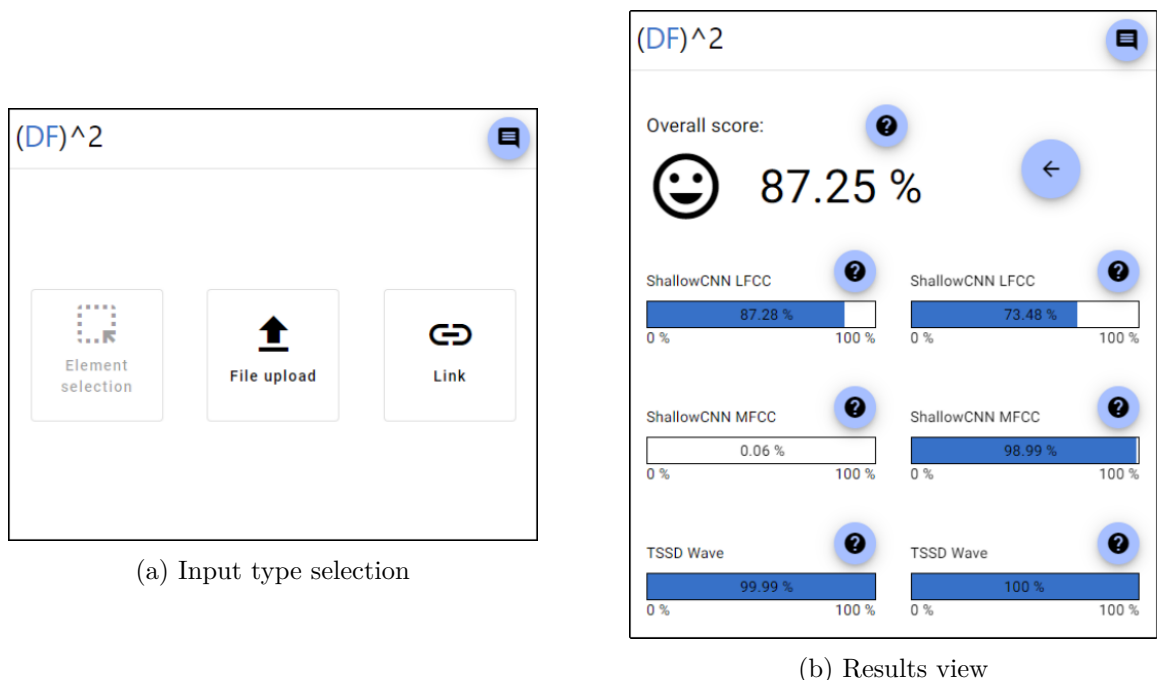 (DF)^2
Element
selection
File upload
Link
(a) Input type selection
(DF)^2
Overall score:
87.25 %
ShallowCNN LFCC
87.28 %
0 %
100 %
ShallowCNN LFCC
73.48 %
0 %
100 %
ShallowCNN MFCC
0.06 %
0 %
100 %
ShallowCNN MFCC
98.99 %
0 %
100 %
TSSD Wave
99.99 %
0 %
100 %
TSSD Wave
100 %
0 %
100 %
(b) Results view